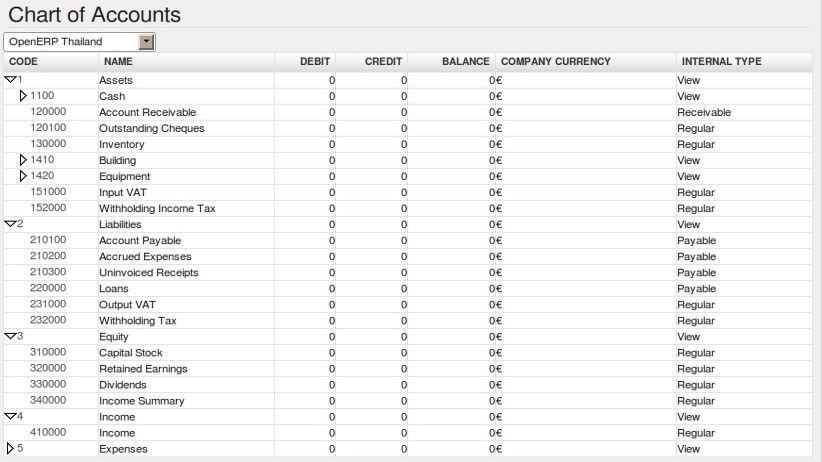 Chart of Accounts
OpenERP Thailand
CODE NAME DEBIT CREDIT BALANCE COMPANY CURRENCY INTERNAL TYPE
1 Assets 0 0 0 € View
1100 Cash 0 0 0 € View
120000 Account Receivable 0 0 0 € Receivable
120100 Outstanding Cheques 0 0 0 € Regular
130000 Inventory 0 0 0 € Regular
1410 Building 0 0 0 € View
1420 Equipment 0 0 0 € View
151000 Input VAT 0 0 0 € Regular
152000 Withholding Income Tax 0 0 0 € Regular
2 Liabilities 0 0 0 € View
210100 Account Payable 0 0 0 € Payable
210200 Accrued Expenses 0 0 0 € Payable
210300 Uninvoiced Receipts 0 0 0 € Payable
220000 Loans 0 0 0 € Payable
231000 Output VAT 0 0 0 € Regular
232000 Withholding Tax 0 0 0 € Regular
3 Equity 0 0 0 € View
310000 Capital Stock 0 0 0 € Regular
320000 Retained Earnings 0 0 0 € Regular
330000 Dividends 0 0 0 € Regular
340000 Income Summary 0 0 0 € Regular
4 Income 0 0 0 € View
410000 Income 0 0 0 € Regular
5 Expenses 0 0 0 € View